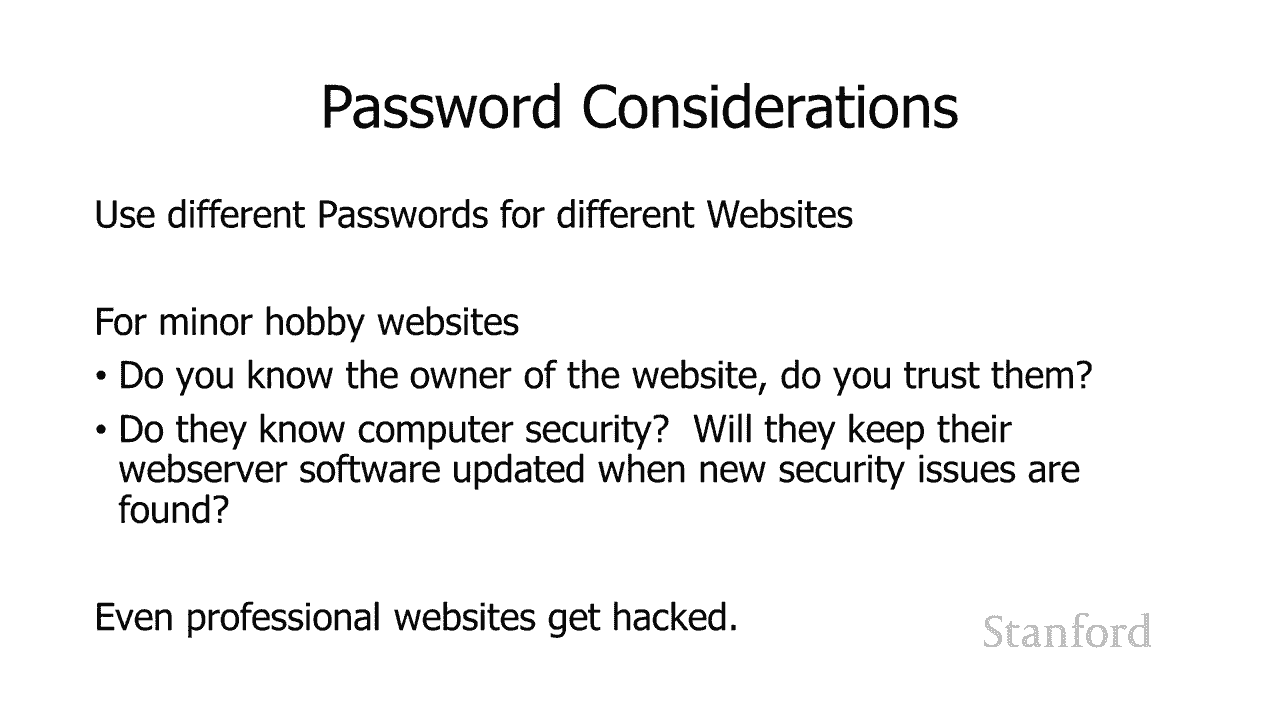 Password Considerations
Use different Passwords for different Websites
For minor hobby websites
• Do you know the owner of the website, do you trust them?
• Do they know computer security?  Will they keep their
webserver software updated when new security issues are
found?
Even professional websites get hacked.
Stanford